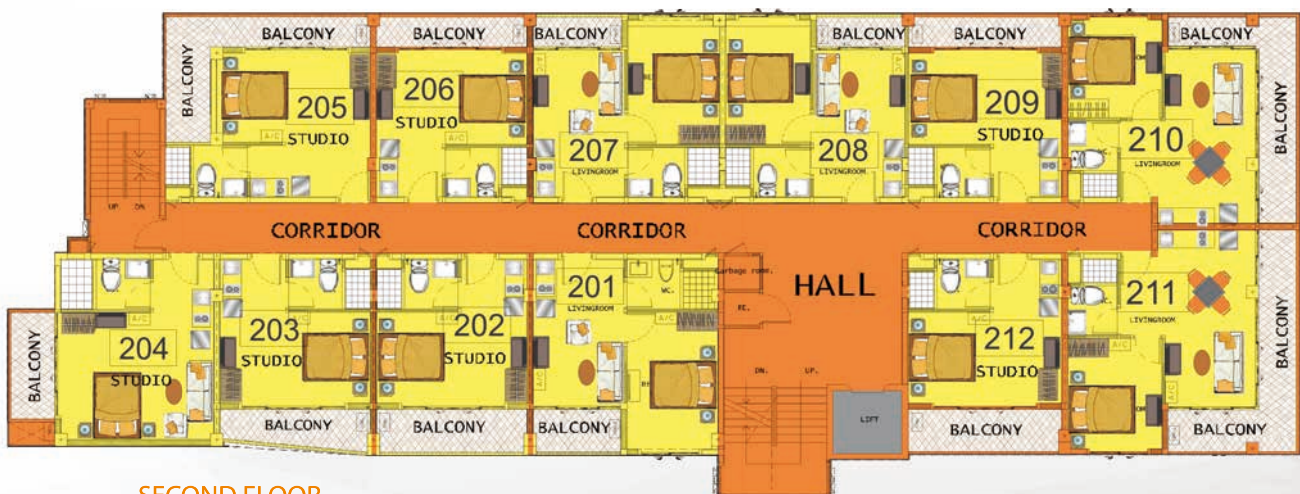 BALCONY
BALCONY
BALCONY
BALCONY
BALCONY
BALCONY
BALCONY
205
STUDIO
A/C
206
STUDIO
A/C
A/C
207
LIVINGROOM
A/C
208
LIVINGROOM
A/C
209
STUDIO
210
LIVINGROOM
A/C
BALCONY
BALCONY
UP. DN.
CORRIDOR
CORRIDOR
CORRIDOR
HALL
Garbage room.
EE.
DN. UP.
LIFT
BALCONY
A/C
204
STUDIO
A/C
203
STUDIO
A/C
202
STUDIO
201
LIVINGROOM
WC.
A/C
A/C
A/C
212
STUDIO
211
LIVINGROOM
A/C
A/C
BALCONY
BALCONY
BALCONY
BALCONY
BALCONY
BALCONY
SECOND FLOOR